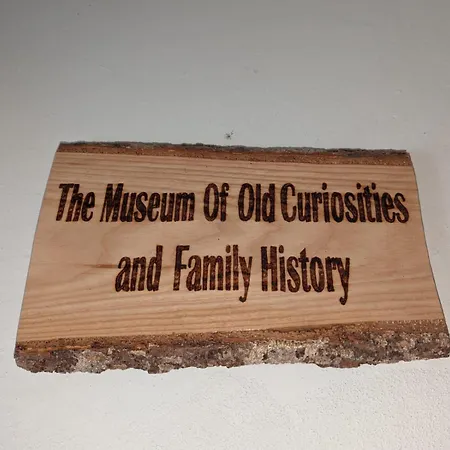 The Museum Of Old Curiosities
and Family History